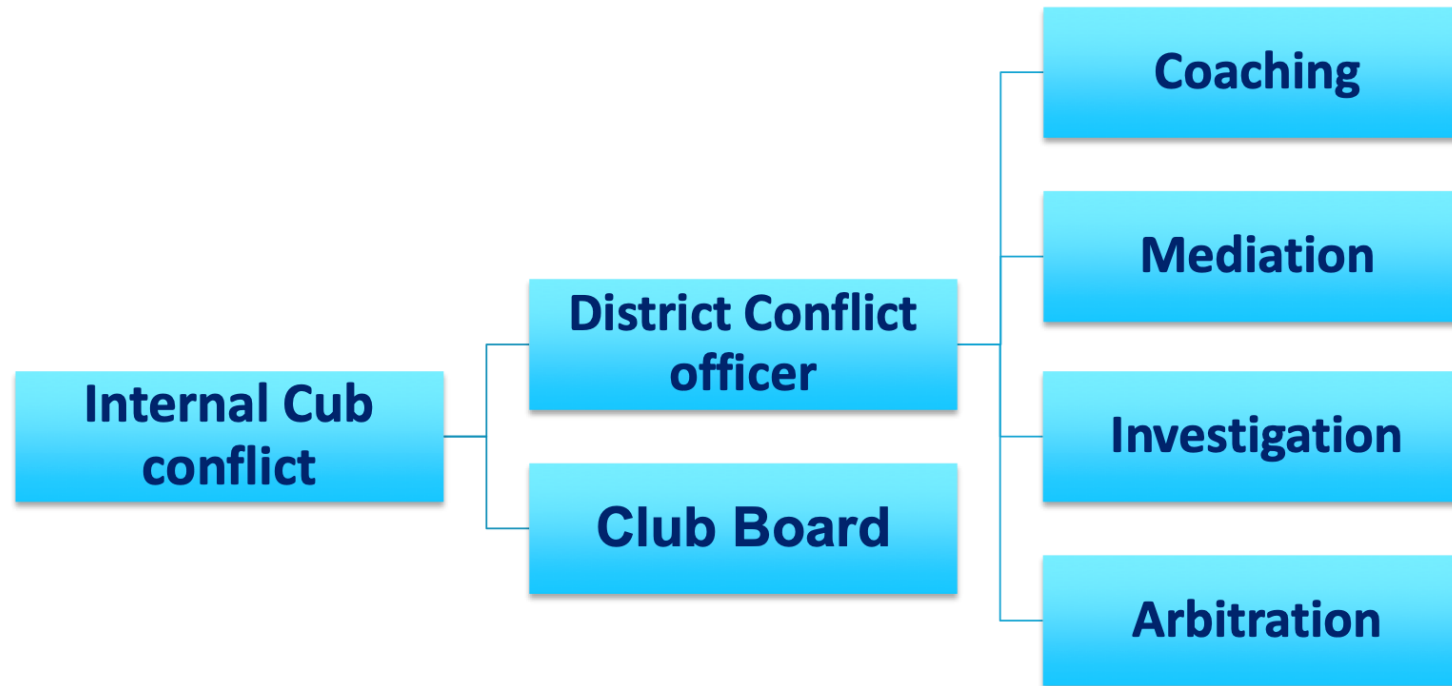 Internal Cub
conflict
District Conflict
officer
Club Board
Coaching
Mediation
Investigation
Arbitration